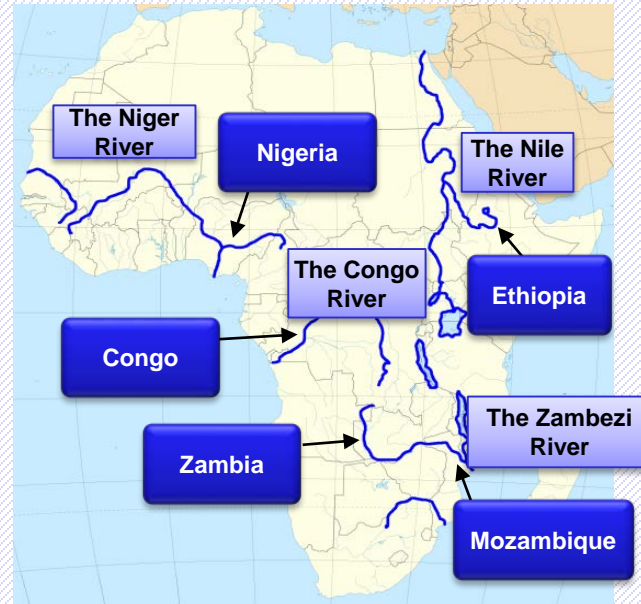 The Niger
River
Nigeria
The Nile
River
The Congo
River
Ethiopia
Congo
The Zambezi
River
Zambia
Mozambique